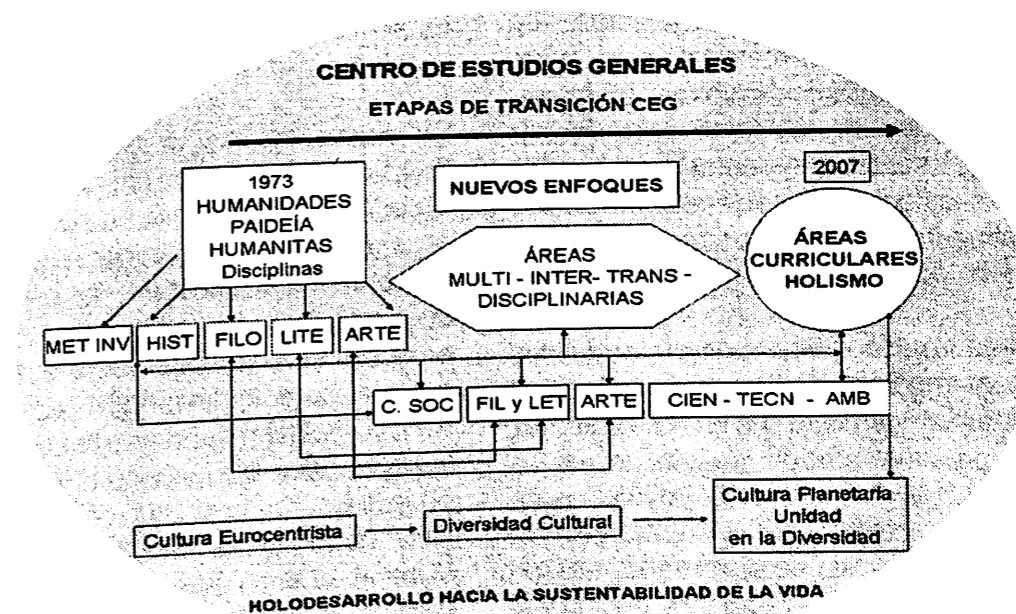 CENTRO DE ESTUDIOS GENERALES
ETAPAS DE TRANSICIÓN CEG
1973
HUMANIDADES
PAIDEÍA
HUMANITAS
Disciplinas
NUEVOS ENFOQUES
2007
ÁREAS
MULTI - INTER- TRANS -
DISCIPLINARIAS
ÁREAS
CURRICULARES
HOLISMO
MET INV
HIST
FILO
LITE
ARTE
C. SOC
FIL y LET
ARTE
CIEN - TECN - AMB
Cultura Eurocentrista
Diversidad Cultural
Cultura Planetaria
Unidad
en la Diversidad
HOLODESARROLLO HACIA LA SUSTENTABILIDAD DE LA VIDA